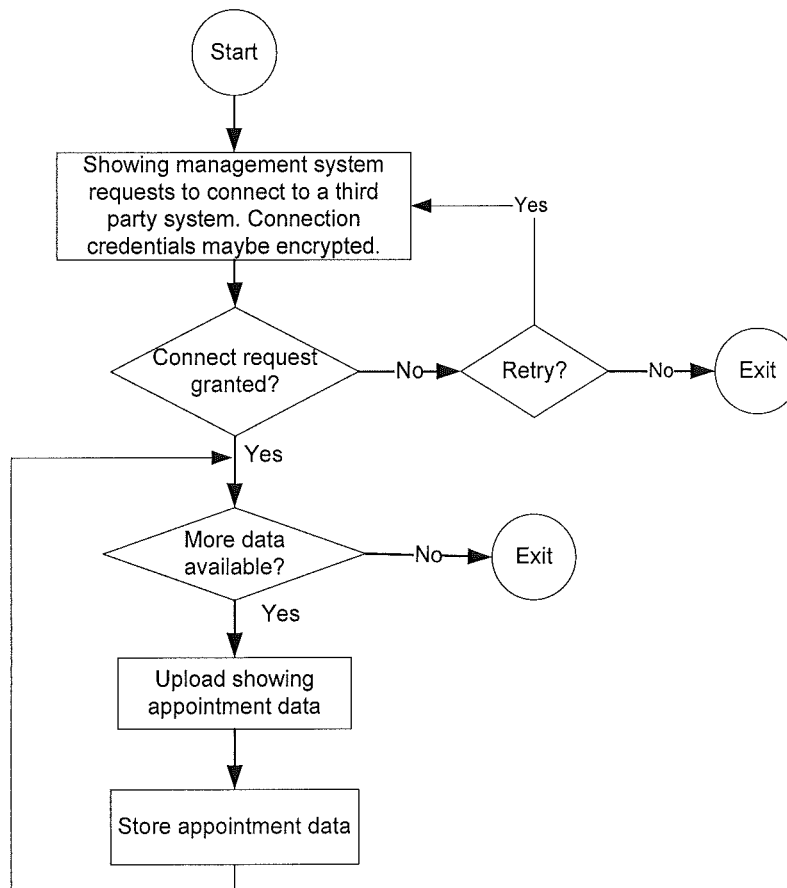 Start
Showing management system
requests to connect to a third
party system. Connection
credentials maybe encrypted.
Yes
Connect request
granted?
No
Retry?
No
Exit
Yes
More data
available?
No
Exit
Yes
Upload showing
appointment data
Store appointment data